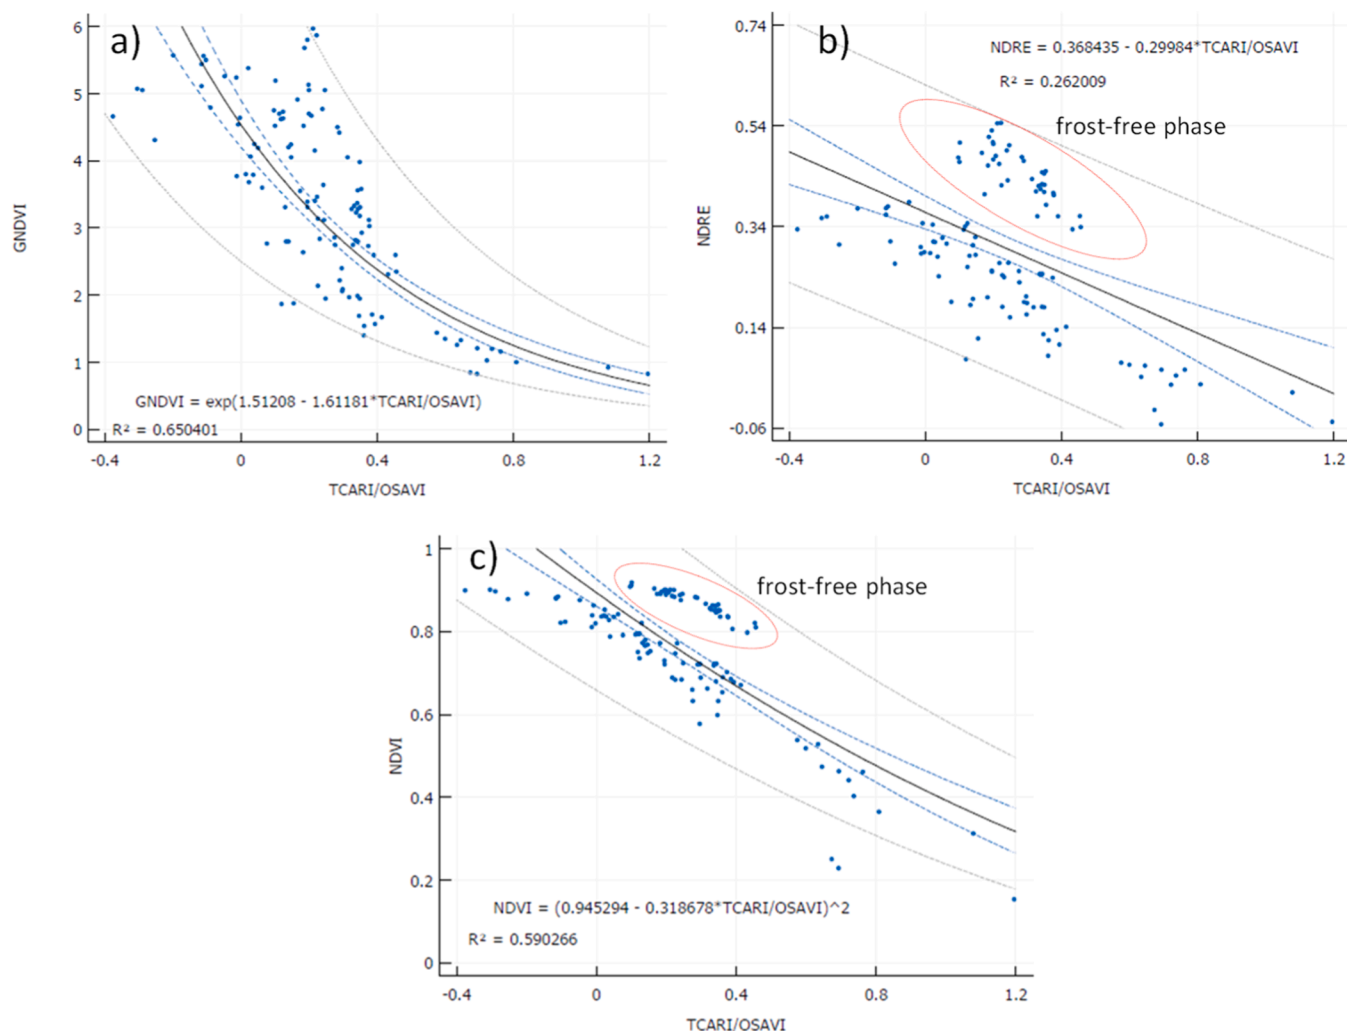 a)
6
5
4
3
2
1
0
GNDVI
GNDVI = exp(1.51208 - 1.61181*TCARI/OSAVI)
R² = 0.650401
-0.4 0 0.4 0.8 1.2
TCARI/OSAVI
b)
0.74
0.54
0.34
0.14
-0.06
NDRE
NDRE = 0.368435 - 0.29984*TCARI/OSAVI
R² = 0.262009
frost-free phase
-0.4 0 0.4 0.8 1.2
TCARI/OSAVI
c)
1
0.8
0.6
0.4
0.2
0
NDVI
frost-free phase
NDVI = (0.945294 - 0.318678*TCARI/OSAVI)^2
R² = 0.590266
-0.4 0 0.4 0.8 1.2
TCARI/OSAVI